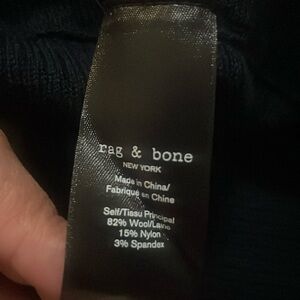 rag & bone
NEW YORK
Made in China/
Fabriqué en Chine
Self/Tissu Principal
82% Wool/Laine
15% Nylon
3% Spandex